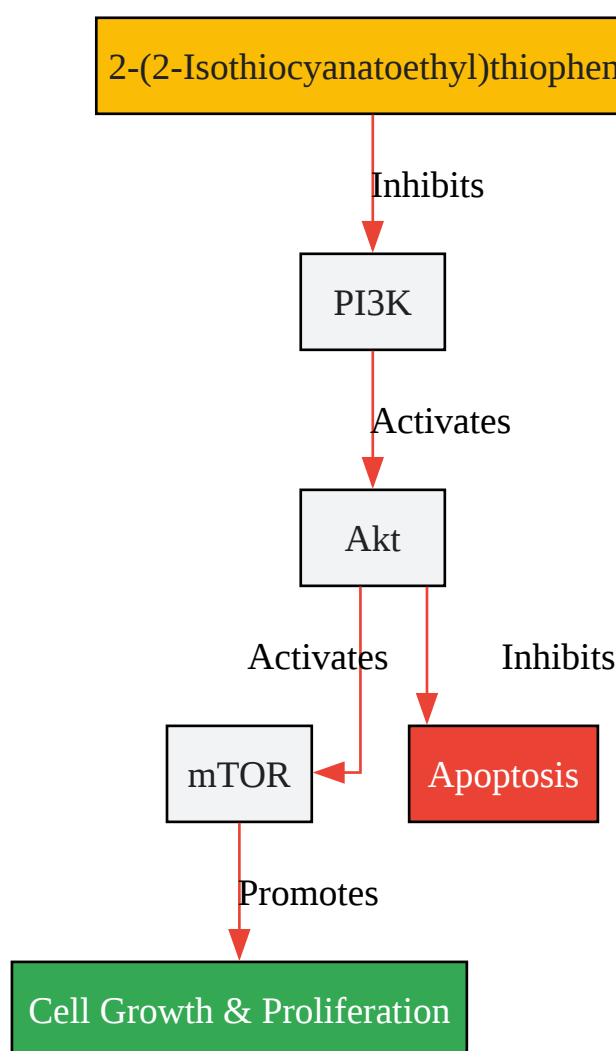 2-(2-Isothiocyanatoethyl)thiophen
Inhibits
PI3K
Activates
Akt
Activates
Inhibits
mTOR
Apoptosis
Promotes
Cell Growth & Proliferation